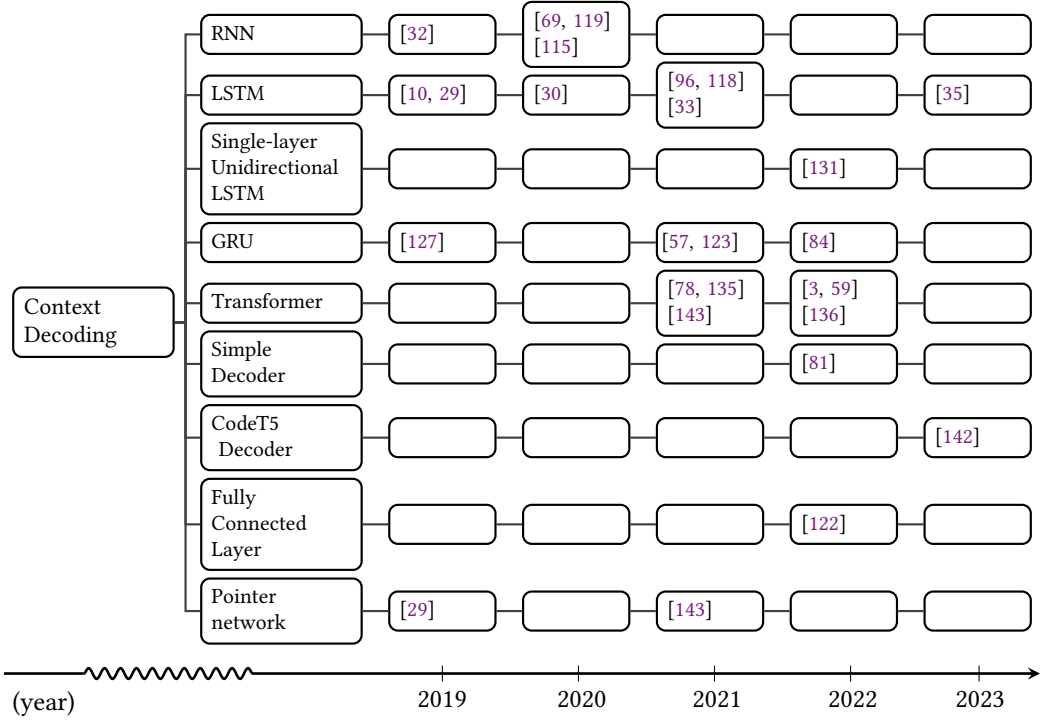 RNN
[32]
[69, 119]
[115]
LSTM
[10, 29]
[30]
[96, 118]
[33]
[35]
Single-layer
Unidirectional
LSTM
[131]
GRU
[127]
[57, 123]
[84]
Context
Decoding
Transformer
[78, 135]
[143]
[3, 59]
[136]
Simple
Decoder
[81]
CodeT5
Decoder
[142]
Fully
Connected
Layer
[122]
Pointer
network
[29]
[143]
(year)
2019
2020
2021
2022
2023